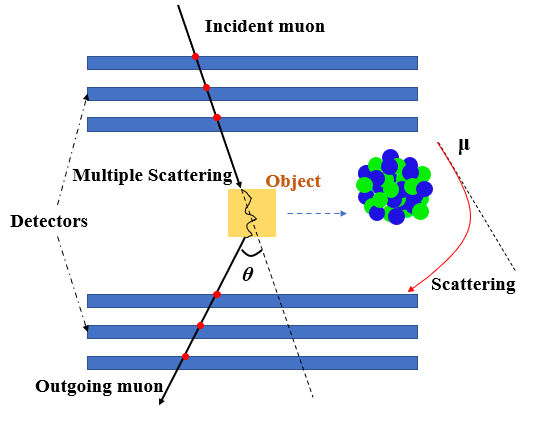 Incident muon
μ
Multiple Scattering
Object
Detectors
θ
Scattering
Outgoing muon